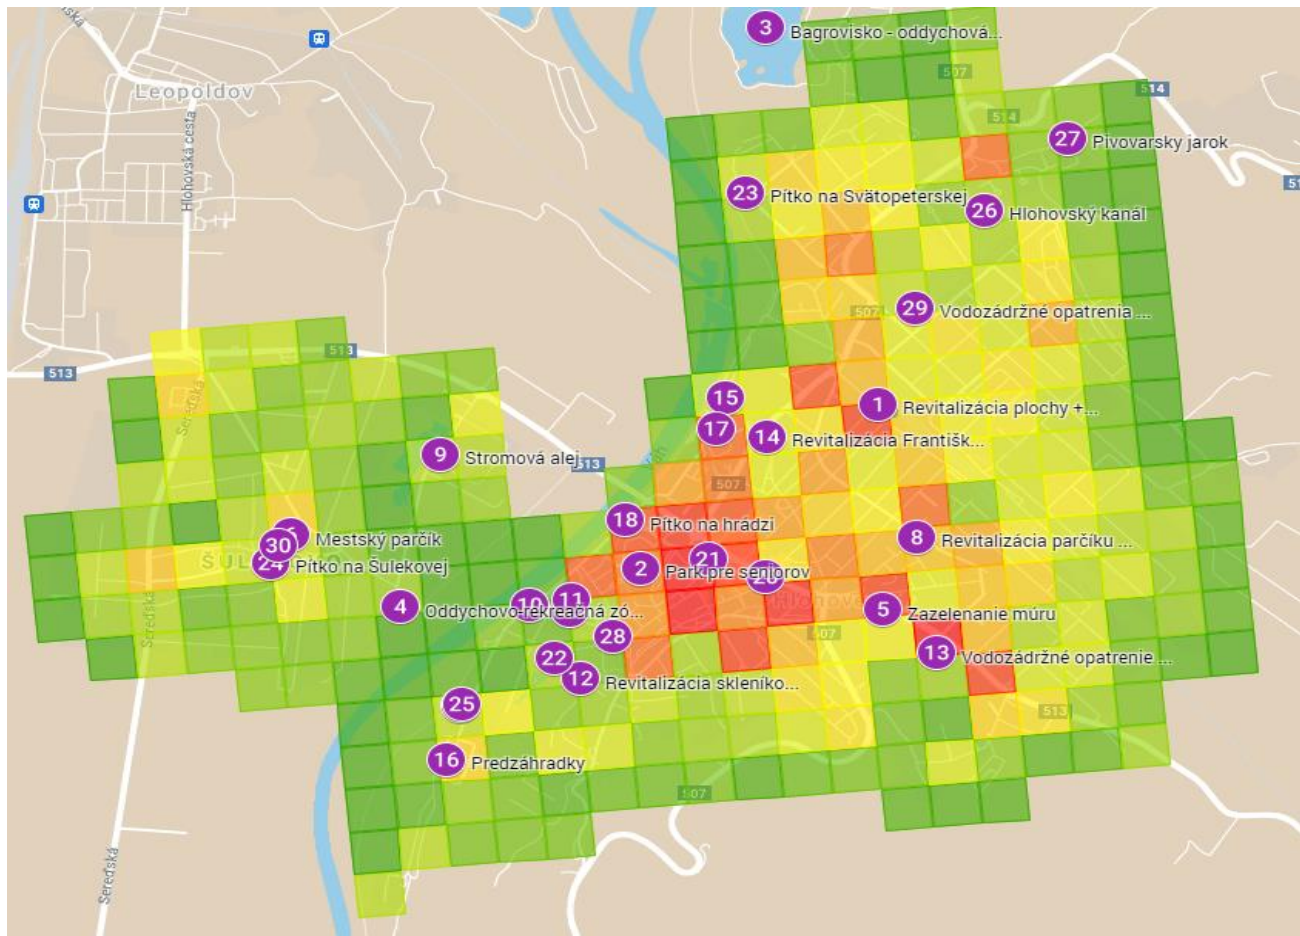 3
Bagrovisko - oddychová...
507
Leopoldov
514
514
27
Pivovarsky jarok
Hlohovská cesta
23
Pítko na Svätopeterskej
26
Hlohovský kanál
507
29
Vodozádržné opatrenia ...
513
513
15
1
Revitalizácia plochy +...
Seredská
17
14
Revitalizácia Františk...
9
Stromová alej
513
Váh
507
18
Pítko na hrádzi
Mestský parčík
30
8
Revitalizácia parčíku ...
24
Pítko na Šulekovej
21
2
Park pre seniorov
4
Oddychovo-rekreačná zó...
10
11
5
Zazelenanie múru
Seredská
28
507
22
13
Vodozádržné opatrenie ...
12
Revitalizácia skleníko...
25
513
16
Predzáhradky
507
Seredská